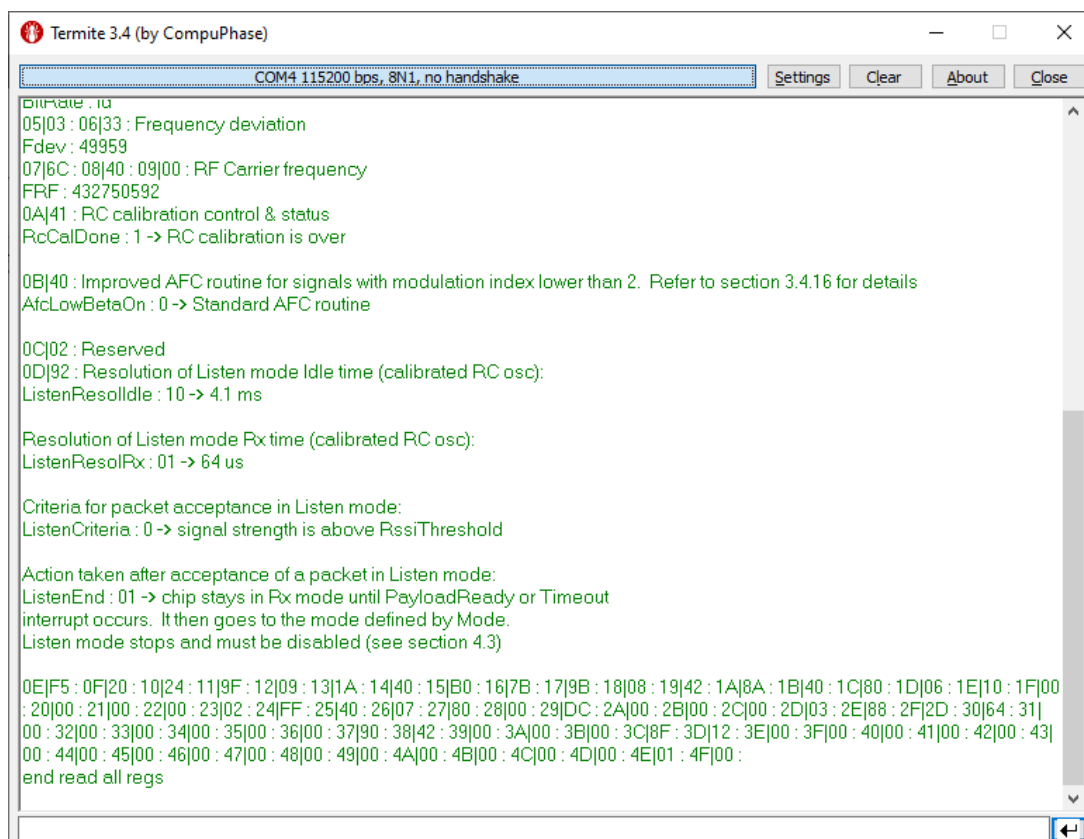 Termite 3.4 (by CompuPhase)
COM4 115200 bps, 8N1, no handshake
Settings
Clear
About
Close
BitRate : id
05|03 : 06|33 : Frequency deviation
Fdev : 49959
07|6C : 08|40 : 09|00 : RF Carrier frequency
FRF : 432750592
0A|41 : RC calibration control & status
RcCalDone : 1 -> RC calibration is over
0B|40 : Improved AFC routine for signals with modulation index lower than 2.  Refer to section 3.4.16 for details
AfcLowBetaOn : 0 -> Standard AFC routine
0C|02 : Reserved
0D|92 : Resolution of Listen mode Idle time (calibrated RC osc):
ListenResolIdle : 10 -> 4.1 ms
Resolution of Listen mode Rx time (calibrated RC osc):
ListenResolRx : 01 -> 64 us
Criteria for packet acceptance in Listen mode:
ListenCriteria : 0 -> signal strength is above RssiThreshold
Action taken after acceptance of a packet in Listen mode:
ListenEnd : 01 -> chip stays in Rx mode until PayloadReady or Timeout
interrupt occurs.  It then goes to the mode defined by Mode.
Listen mode stops and must be disabled (see section 4.3)
0E|F5 : 0F|20 : 10|24 : 11|9F : 12|09 : 13|1A : 14|40 : 15|B0 : 16|7B : 17|9B : 18|08 : 19|42 : 1A|8A : 1B|40 : 1C|80 : 1D|06 : 1E|10 : 1F|00
: 20|00 : 21|00 : 22|00 : 23|02 : 24|FF : 25|40 : 26|07 : 27|80 : 28|00 : 29|DC : 2A|00 : 2B|00 : 2C|00 : 2D|03 : 2E|88 : 2F|2D : 30|64 : 31|
00 : 32|00 : 33|00 : 34|00 : 35|00 : 36|00 : 37|90 : 38|42 : 39|00 : 3A|00 : 3B|00 : 3C|8F : 3D|12 : 3E|00 : 3F|00 : 40|00 : 41|00 : 42|00 : 43|
00 : 44|00 : 45|00 : 46|00 : 47|00 : 48|00 : 49|00 : 4A|00 : 4B|00 : 4C|00 : 4D|00 : 4E|01 : 4F|00 :
end read all regs